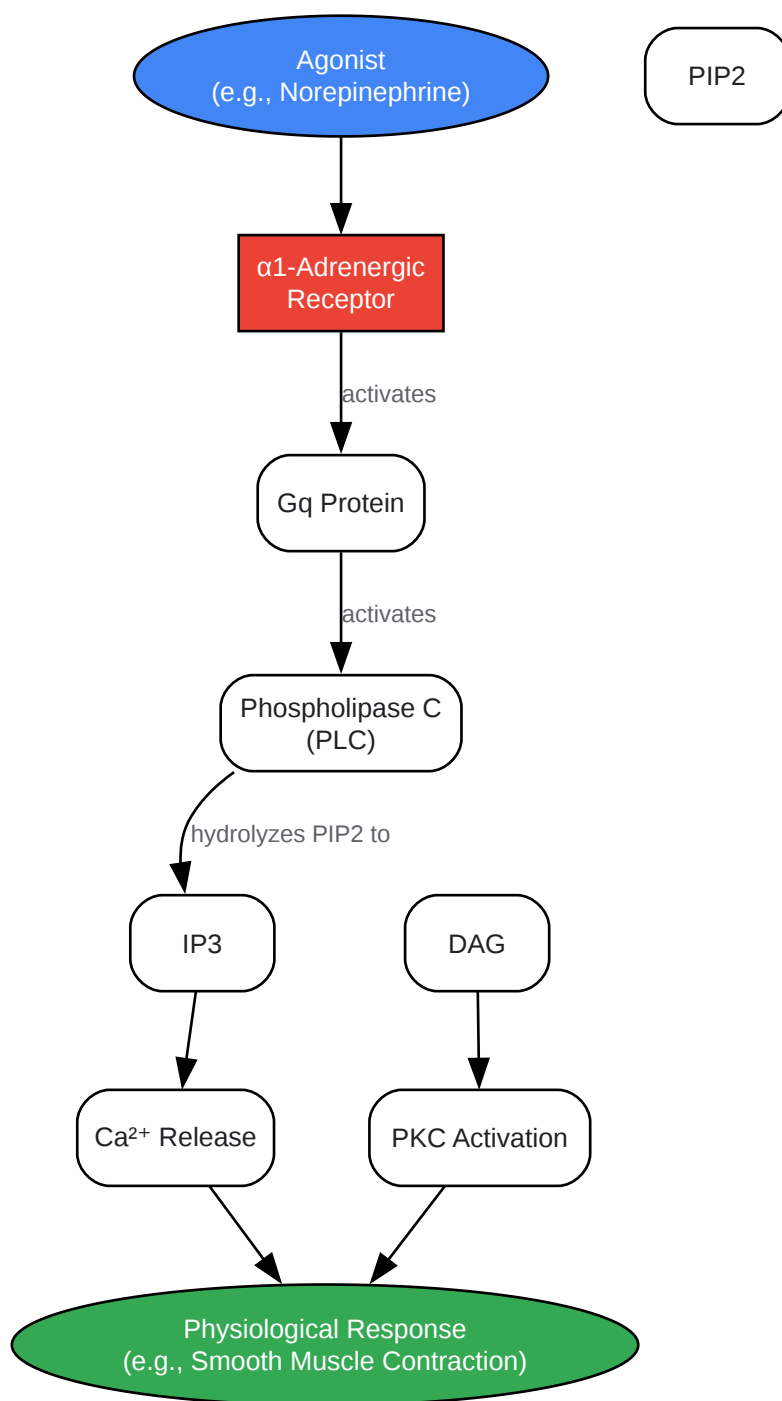 Agonist
(e.g., Norepinephrine)
PIP2
α1-Adrenergic
Receptor
activates
Gq Protein
activates
Phospholipase C
(PLC)
hydrolyzes PIP2 to
IP3
DAG
Ca²⁺ Release
PKC Activation
Physiological Response
(e.g., Smooth Muscle Contraction)